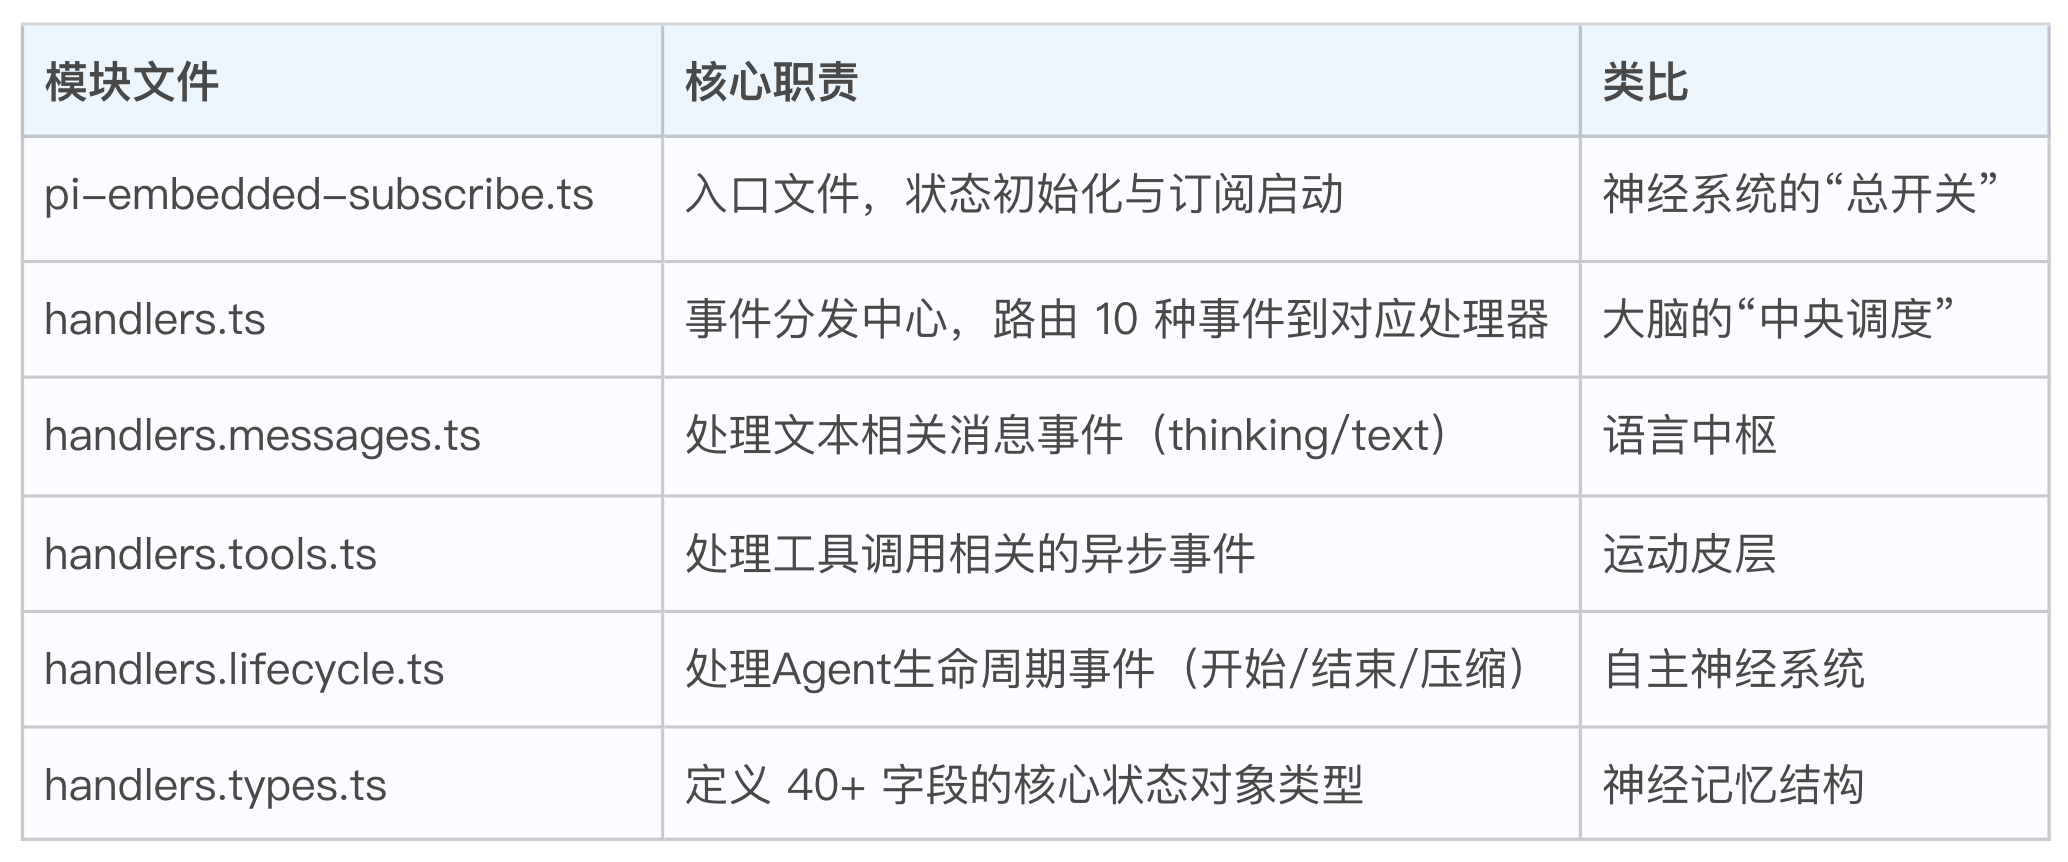 模块文件 核心职责 类比
pi-embedded-subscribe.ts 入口文件，状态初始化与订阅启动 神经系统的“总开关”
handlers.ts 事件分发中心，路由 10 种事件到对应处理器 大脑的“中央调度”
handlers.messages.ts 处理文本相关消息事件（thinking/text） 语言中枢
handlers.tools.ts 处理工具调用相关的异步事件 运动皮层
handlers.lifecycle.ts 处理Agent生命周期事件（开始/结束/压缩） 自主神经系统
handlers.types.ts 定义 40+ 字段的核心状态对象类型 神经记忆结构